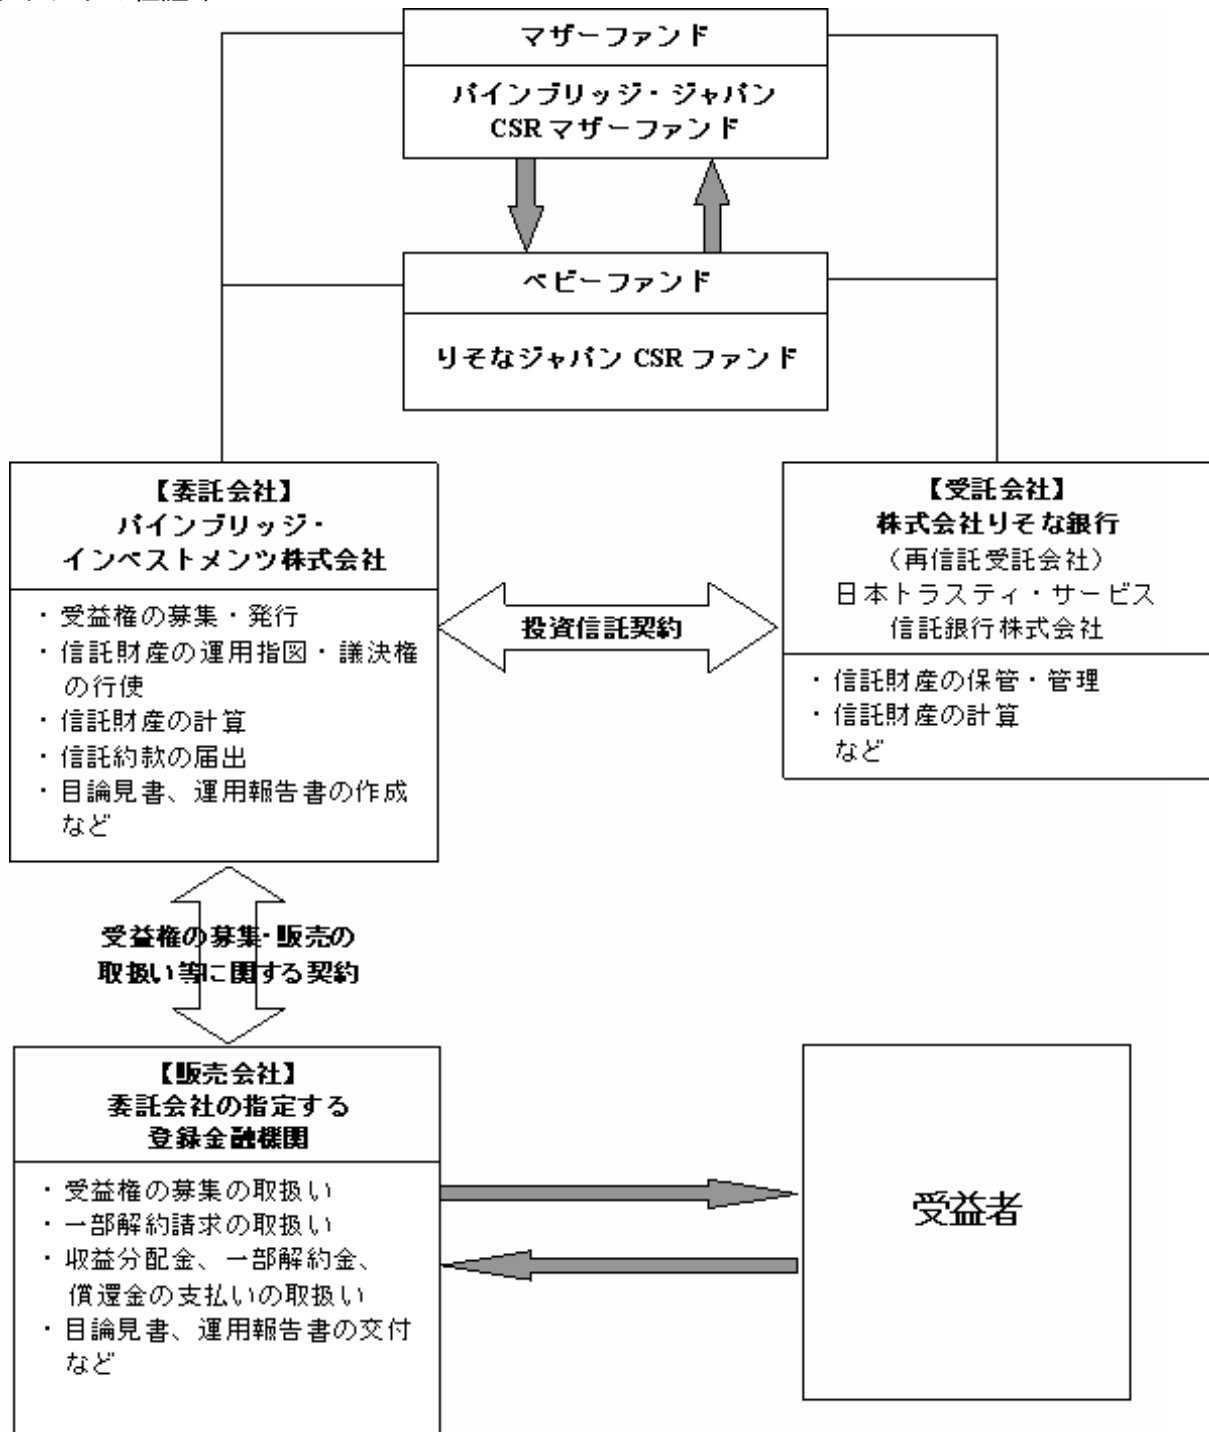 マザーファンド
パインブリッジ・ジャパン
CSRマザーファンド
ベビーファンド
りそなジャパン CSR ファンド
【委託会社】
パインブリッジ・
インベストメンツ株式会社
・受益権の募集・発行
・信託財産の運用指図・議決権
の行使
・信託財産の計算
・信託約款の届出
・目論見書、運用報告書の作成
など
投資信託契約
【受託会社】
株式会社りそな銀行
（再信託受託会社）
日本トラスティ・サービス
信託銀行株式会社
・信託財産の保管・管理
・信託財産の計算
など
受益権の募集・販売の
取扱い等に関する契約
【販売会社】
委託会社の指定する
登録金融機関
・受益権の募集の取扱い
・一部解約請求の取扱い
・収益分配金、一部解約金、
償還金の支払いの取扱い
・目論見書、運用報告書の交付
など
受益者